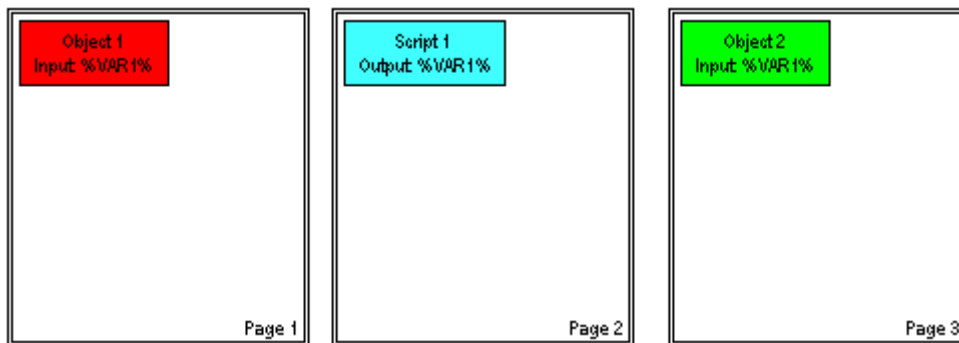 Object 1
Input: %VAR1%
Page 1
Script 1
Output: %VAR1%
Page 2
Object 2
Input: %VAR1%
Page 3